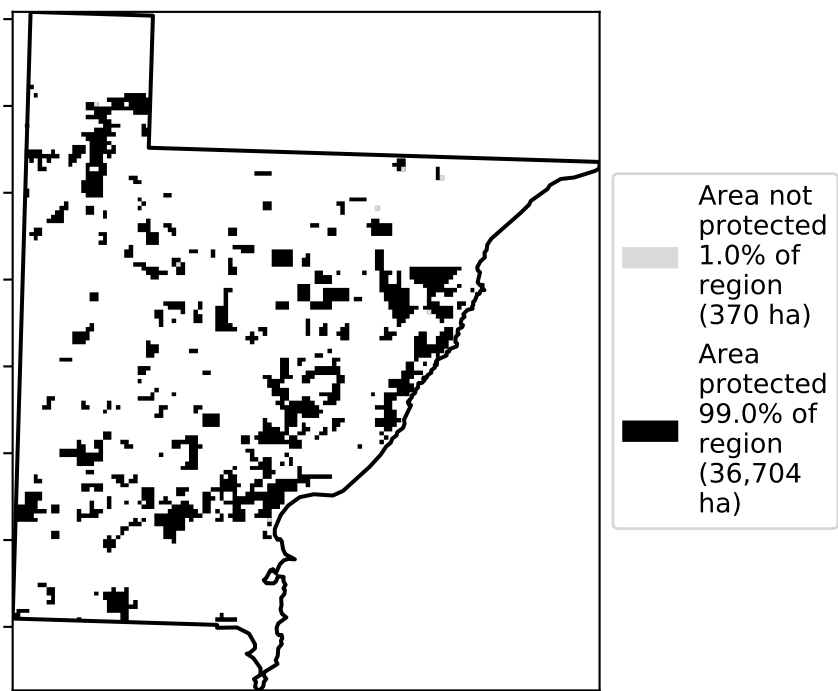 Area not
protected
1.0% of
region
(370 ha)
Area
protected
99.0% of
region
(36,704
ha)